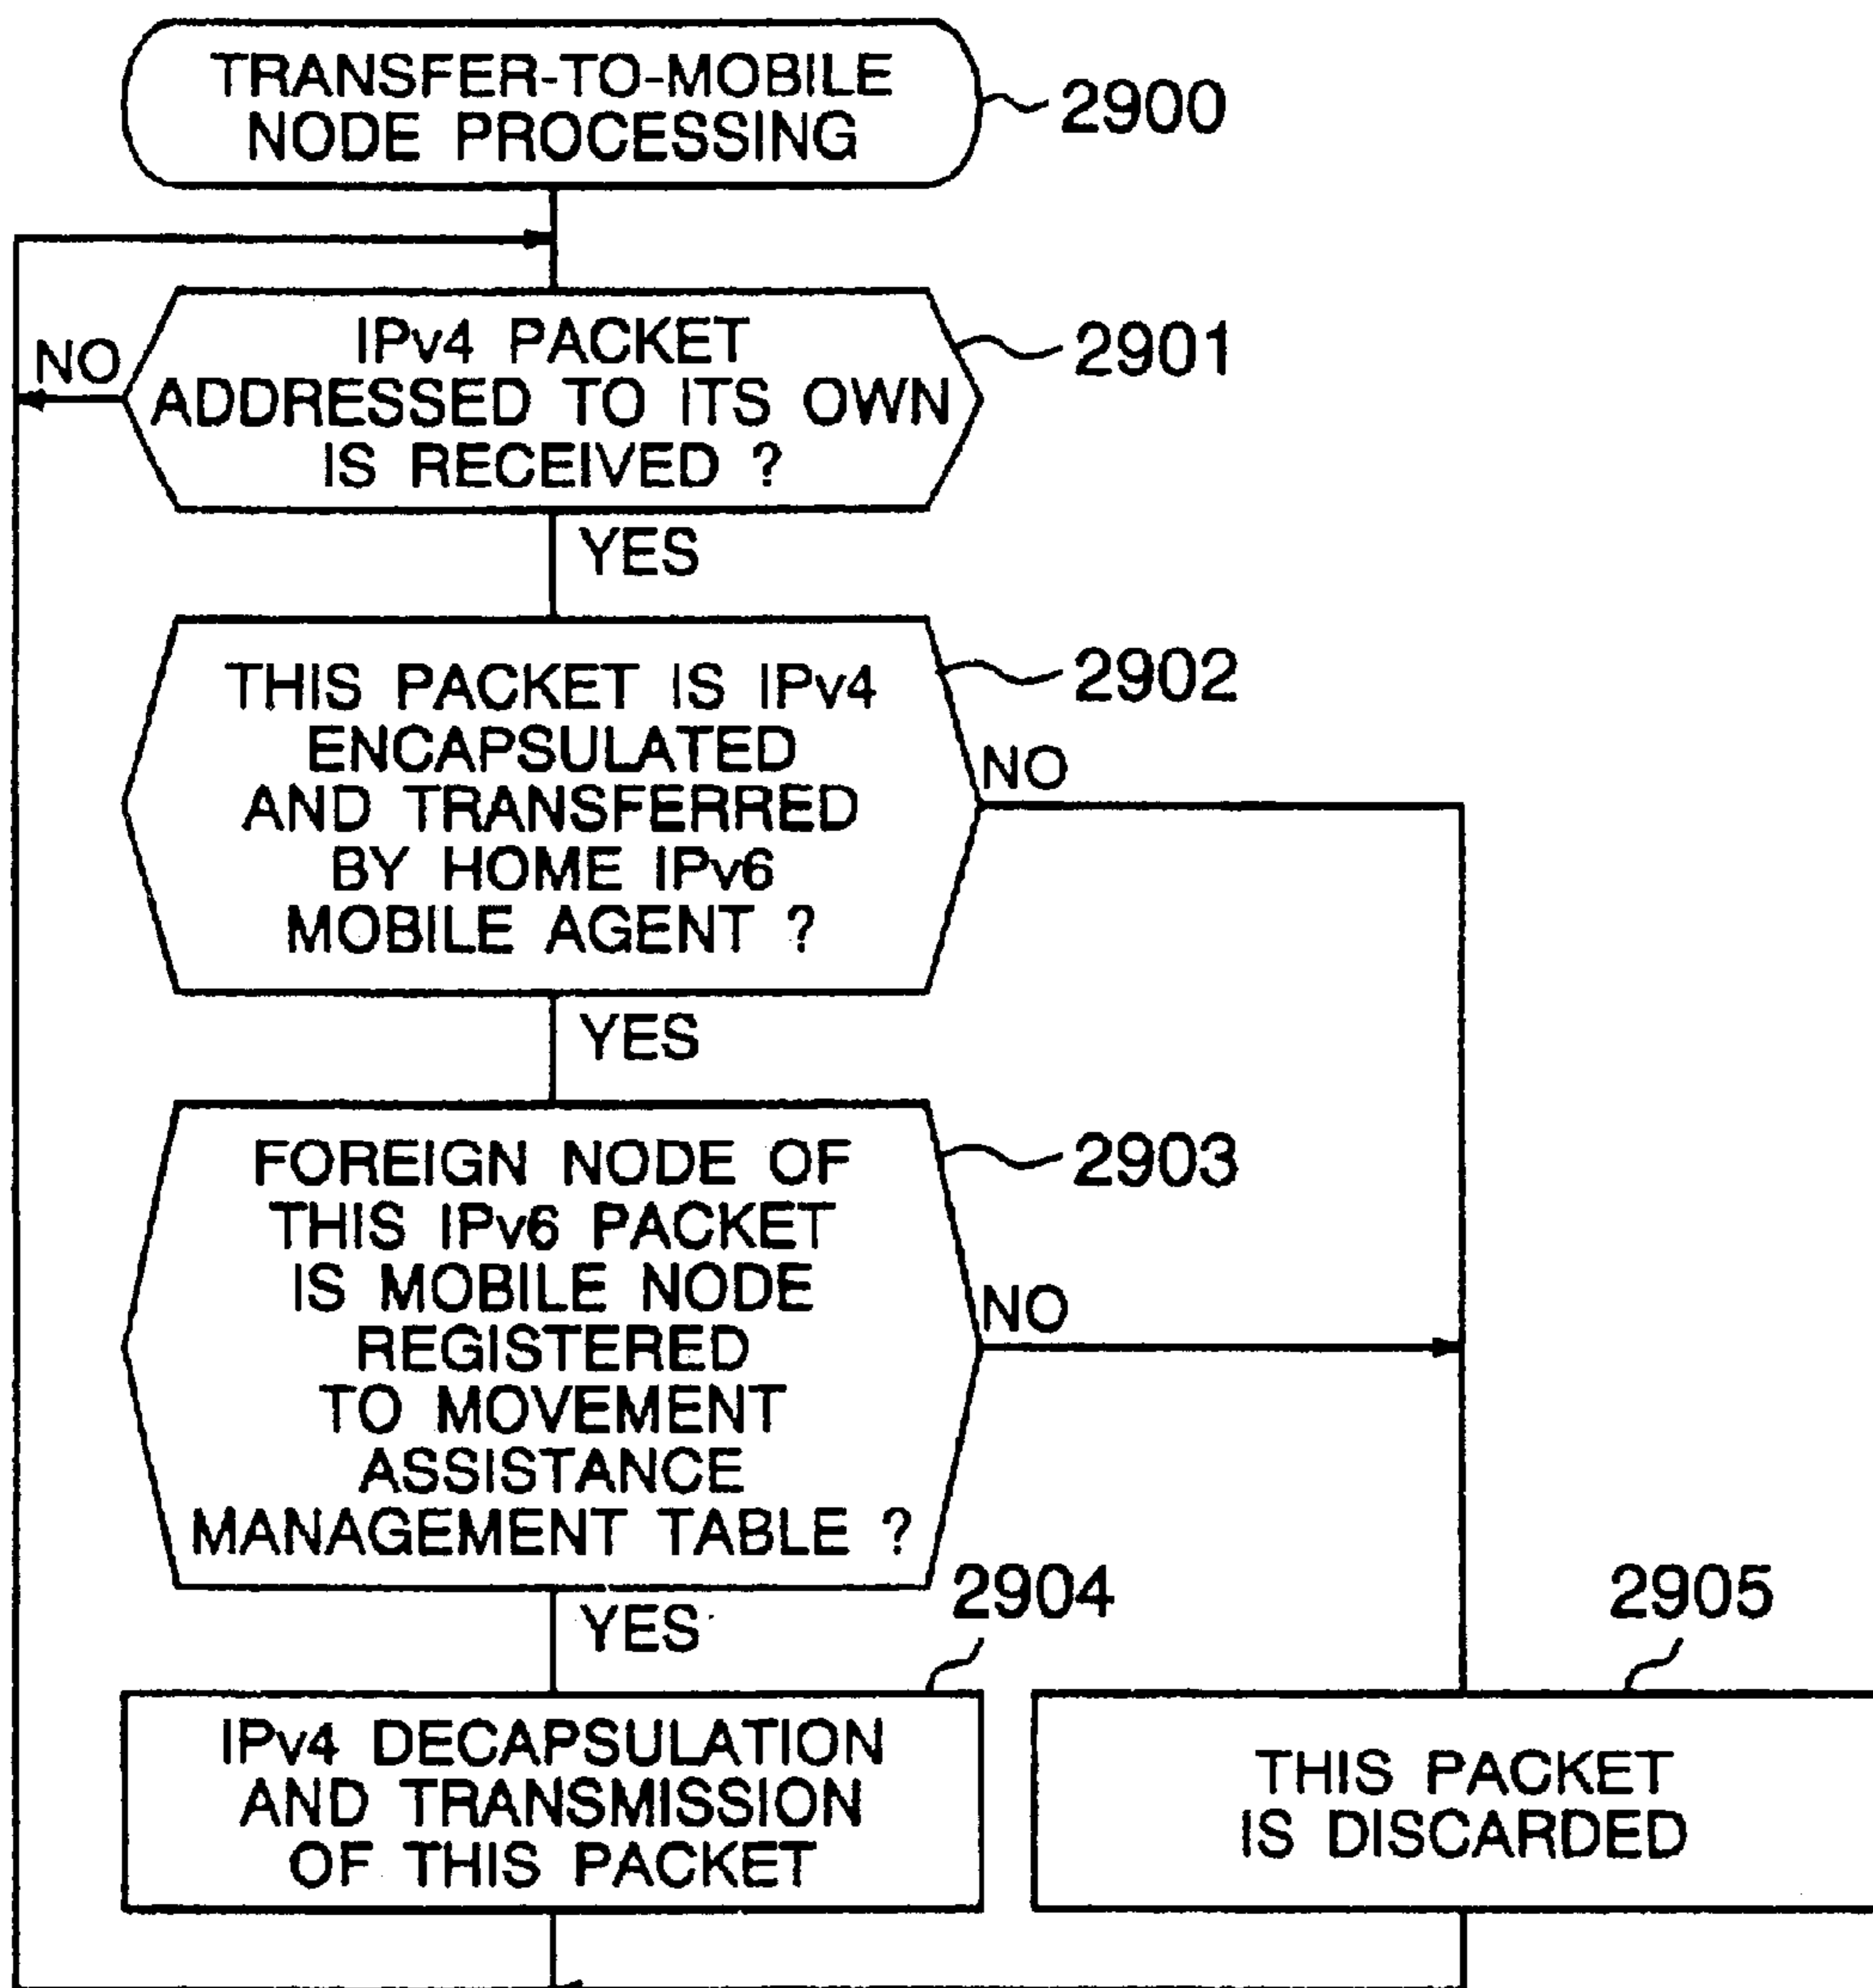 TRANSFER-TO-MOBILE
NODE PROCESSING
2900
IPv4 PACKET
ADDRESSED TO ITS OWN
IS RECEIVED ?
2901
NO
YES
THIS PACKET IS IPv4
ENCAPSULATED
AND TRANSFERRED
BY HOME IPv6
MOBILE AGENT ?
2902
NO
YES
FOREIGN NODE OF
THIS IPv6 PACKET
IS MOBILE NODE
REGISTERED
TO MOVEMENT
ASSISTANCE
MANAGEMENT TABLE ?
2903
NO
YES
2904
IPv4 DECAPSULATION
AND TRANSMISSION
OF THIS PACKET
2905
THIS PACKET
IS DISCARDED